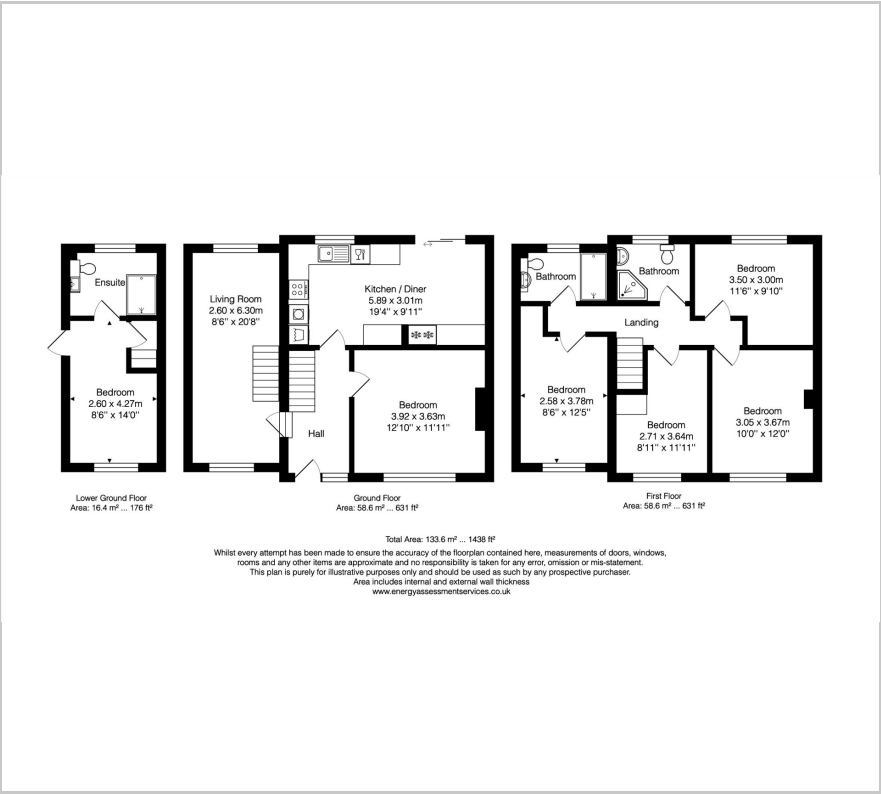 Ensuite
Bedroom
2.60 x 4.27m
8'6'' x 14'0''
Lower Ground Floor
Area: 16.4 m² ... 176 ft²
Living Room
2.60 x 6.30m
8'6'' x 20'8''
Kitchen / Diner
5.89 x 3.01m
19'4'' x 9'11''
Hall
Bedroom
3.92 x 3.63m
12'10'' x 11'11''
Ground Floor
Area: 58.6 m² ... 631 ft²
Bathroom
Bathroom
Bedroom
3.50 x 3.00m
11'6'' x 9'10''
Landing
Bedroom
2.58 x 3.78m
8'6'' x 12'5''
Bedroom
2.71 x 3.64m
8'11'' x 11'11''
Bedroom
3.05 x 3.67m
10'0'' x 12'0''
First Floor
Area: 58.6 m² ... 631 ft²
Total Area: 133.6 m² ... 1438 ft²
Whilst every attempt has been made to ensure the accuracy of the floorplan contained here, measurements of doors, windows,
rooms and any other items are approximate and no responsibility is taken for any error, omission or mis-statement.
This plan is purely for illustrative purposes only and should be used as such by any prospective purchaser.
Area includes internal and external wall thickness
www.energyassessmentservices.co.uk